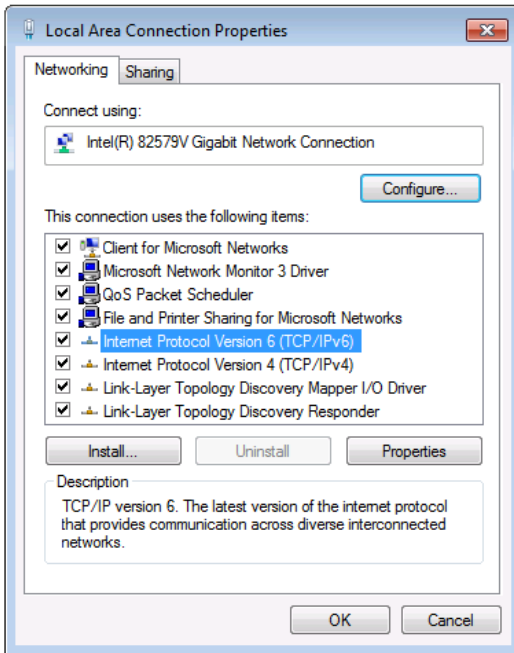 Local Area Connection Properties
Networking
Sharing
Connect using:
Intel(R) 82579V Gigabit Network Connection
Configure...
This connection uses the following items:
Client for Microsoft Networks
Microsoft Network Monitor 3 Driver
QoS Packet Scheduler
File and Printer Sharing for Microsoft Networks
Internet Protocol Version 6 (TCP/IPv6)
Internet Protocol Version 4 (TCP/IPv4)
Link-Layer Topology Discovery Mapper I/O Driver
Link-Layer Topology Discovery Responder
Install...
Uninstall
Properties
Description
TCP/IP version 6. The latest version of the internet protocol
that provides communication across diverse interconnected
networks.
OK
Cancel